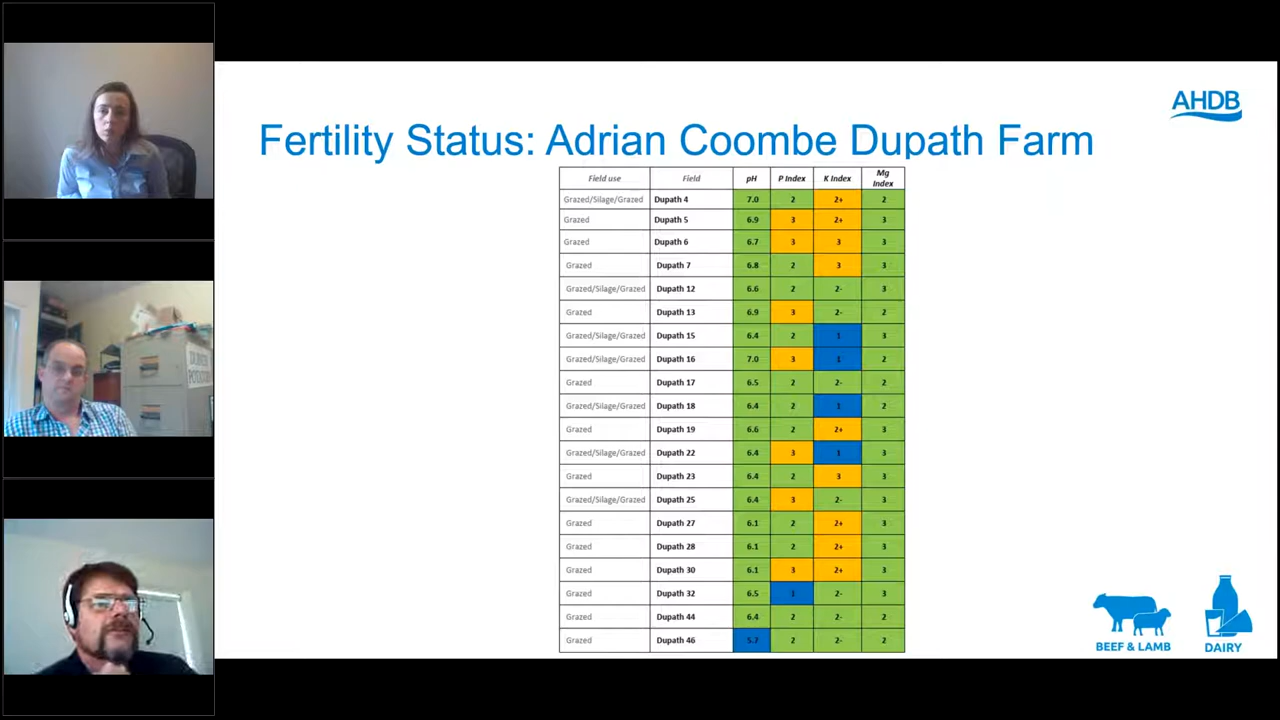 AHDB
Fertility Status: Adrian Coombe Dupath Farm
Field use Field pH P Index K Index Mg Index
Grazed/Silage/Grazed Dupath 4 7.0 2 2+ 2
Grazed Dupath 5 6.9 3 2+ 3
Grazed Dupath 6 6.7 3 3 3
Grazed Dupath 7 6.8 2 3 3
Grazed/Silage/Grazed Dupath 12 6.6 2 2- 3
Grazed Dupath 13 6.9 3 2- 2
Grazed/Silage/Grazed Dupath 15 6.4 2 1 3
Grazed/Silage/Grazed Dupath 16 7.0 3 1 2
Grazed Dupath 17 6.5 2 2- 2
Grazed/Silage/Grazed Dupath 18 6.4 2 1 2
Grazed Dupath 19 6.6 2 2+ 3
Grazed/Silage/Grazed Dupath 22 6.4 3 1 3
Grazed Dupath 23 6.4 2 3 3
Grazed/Silage/Grazed Dupath 25 6.4 3 2- 3
Grazed Dupath 27 6.1 2 2+ 3
Grazed Dupath 28 6.1 2 2+ 3
Grazed Dupath 30 6.1 3 2+ 3
Grazed Dupath 32 6.5 1 2- 3
Grazed Dupath 44 6.4 2 2- 2
Grazed Dupath 46 5.7 2 2- 2
BEEF & LAMB DAIRY